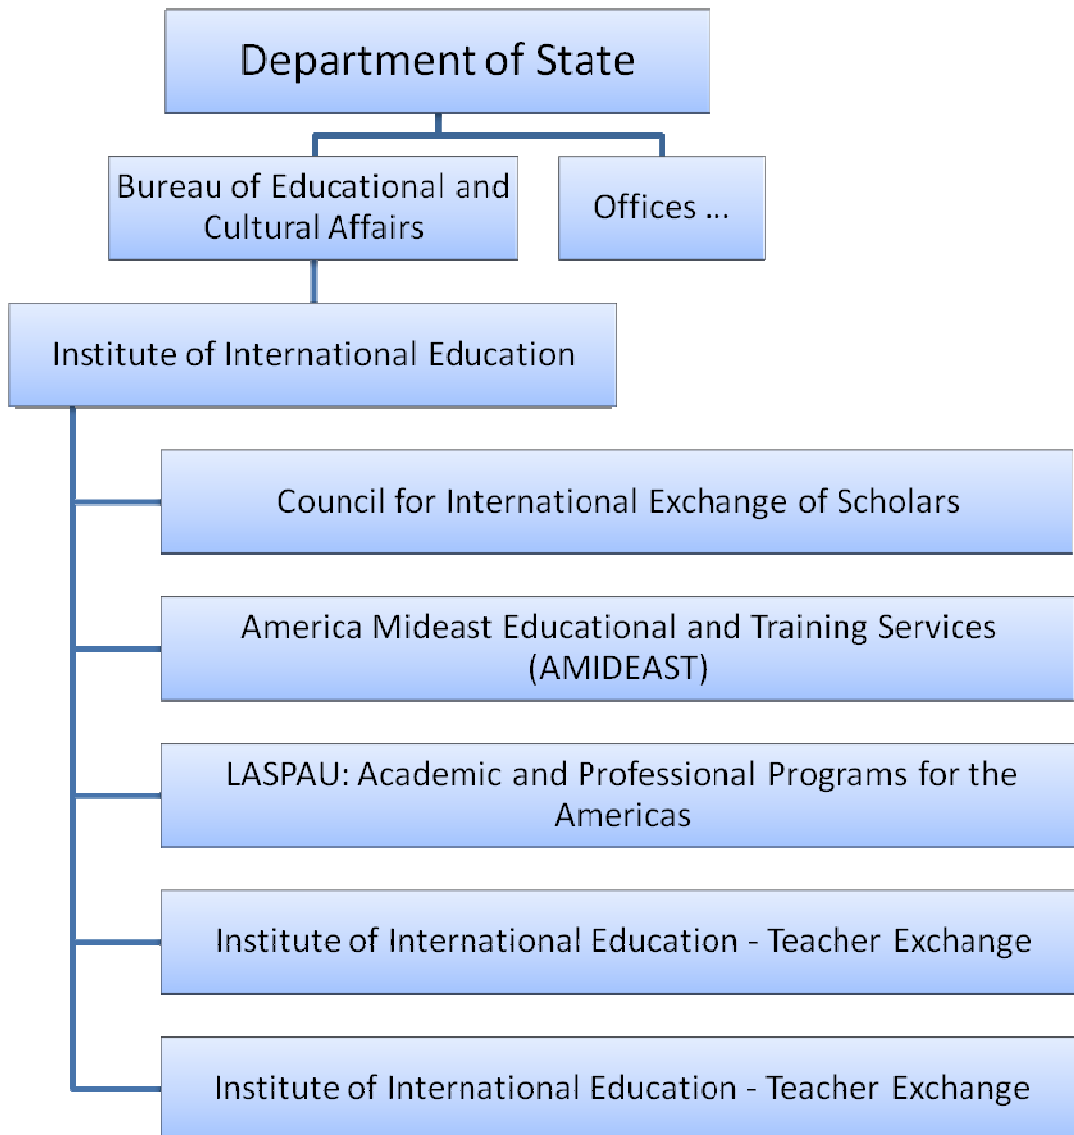 Department of State
Bureau of Educational and
Cultural Affairs
Offices ...
Institute of International Education
Council for International Exchange of Scholars
America Mideast Educational and Training Services
(AMIDEAST)
LASPAU: Academic and Professional Programs for the
Americas
Institute of International Education - Teacher Exchange
Institute of International Education - Teacher Exchange